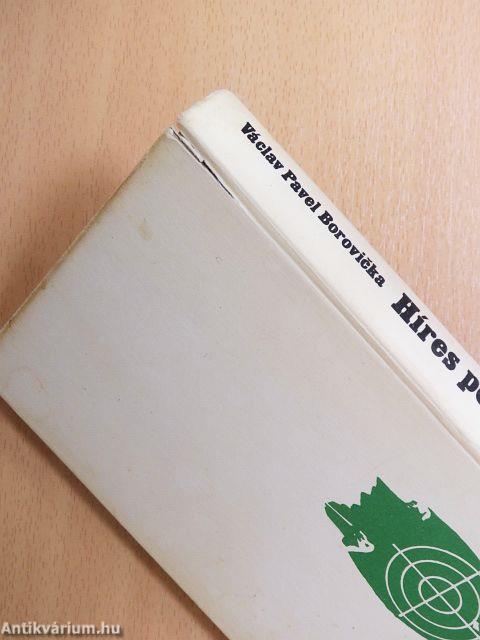 Václav Pavel Borovička
Híres
Antikvárium.hu